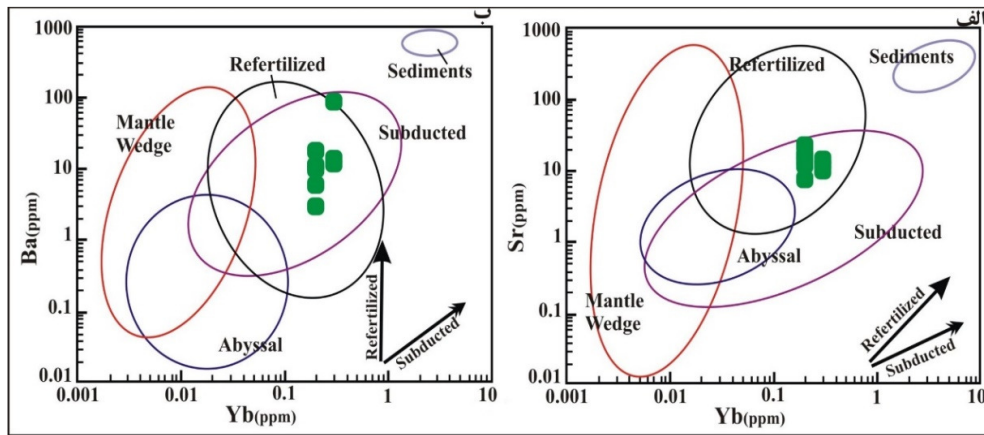 ب
1000
100
10
1
0.1
0.01
Ba(ppm)
Refertilized
Sediments
Mantle
Wedge
Subducted
Abyssal
Refertilized
Subducted
0.001
0.01
0.1
1
10
Yb(ppm)
الف
1000
100
10
1
0.1
0.01
Sr(ppm)
Refertilized
Sediments
Subducted
Abyssal
Mantle
Wedge
Refertilized
Subducted
0.001
0.01
0.1
1
10
Yb(ppm)